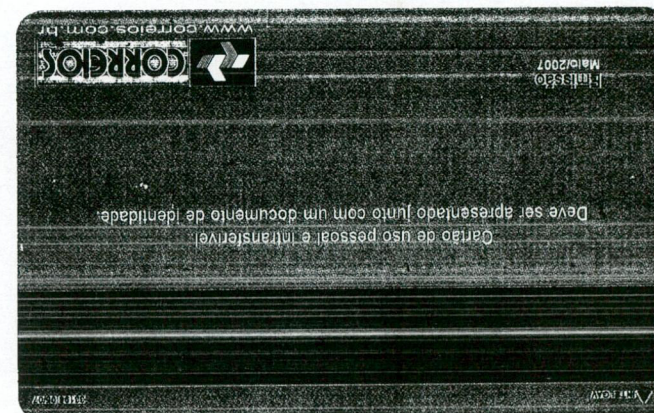 Cartão de uso pessoal e intransferível
Deve ser apresentado junto com um documento de identidade.
Emissão
Maio/2007
CORREIOS
www.correios.com.br